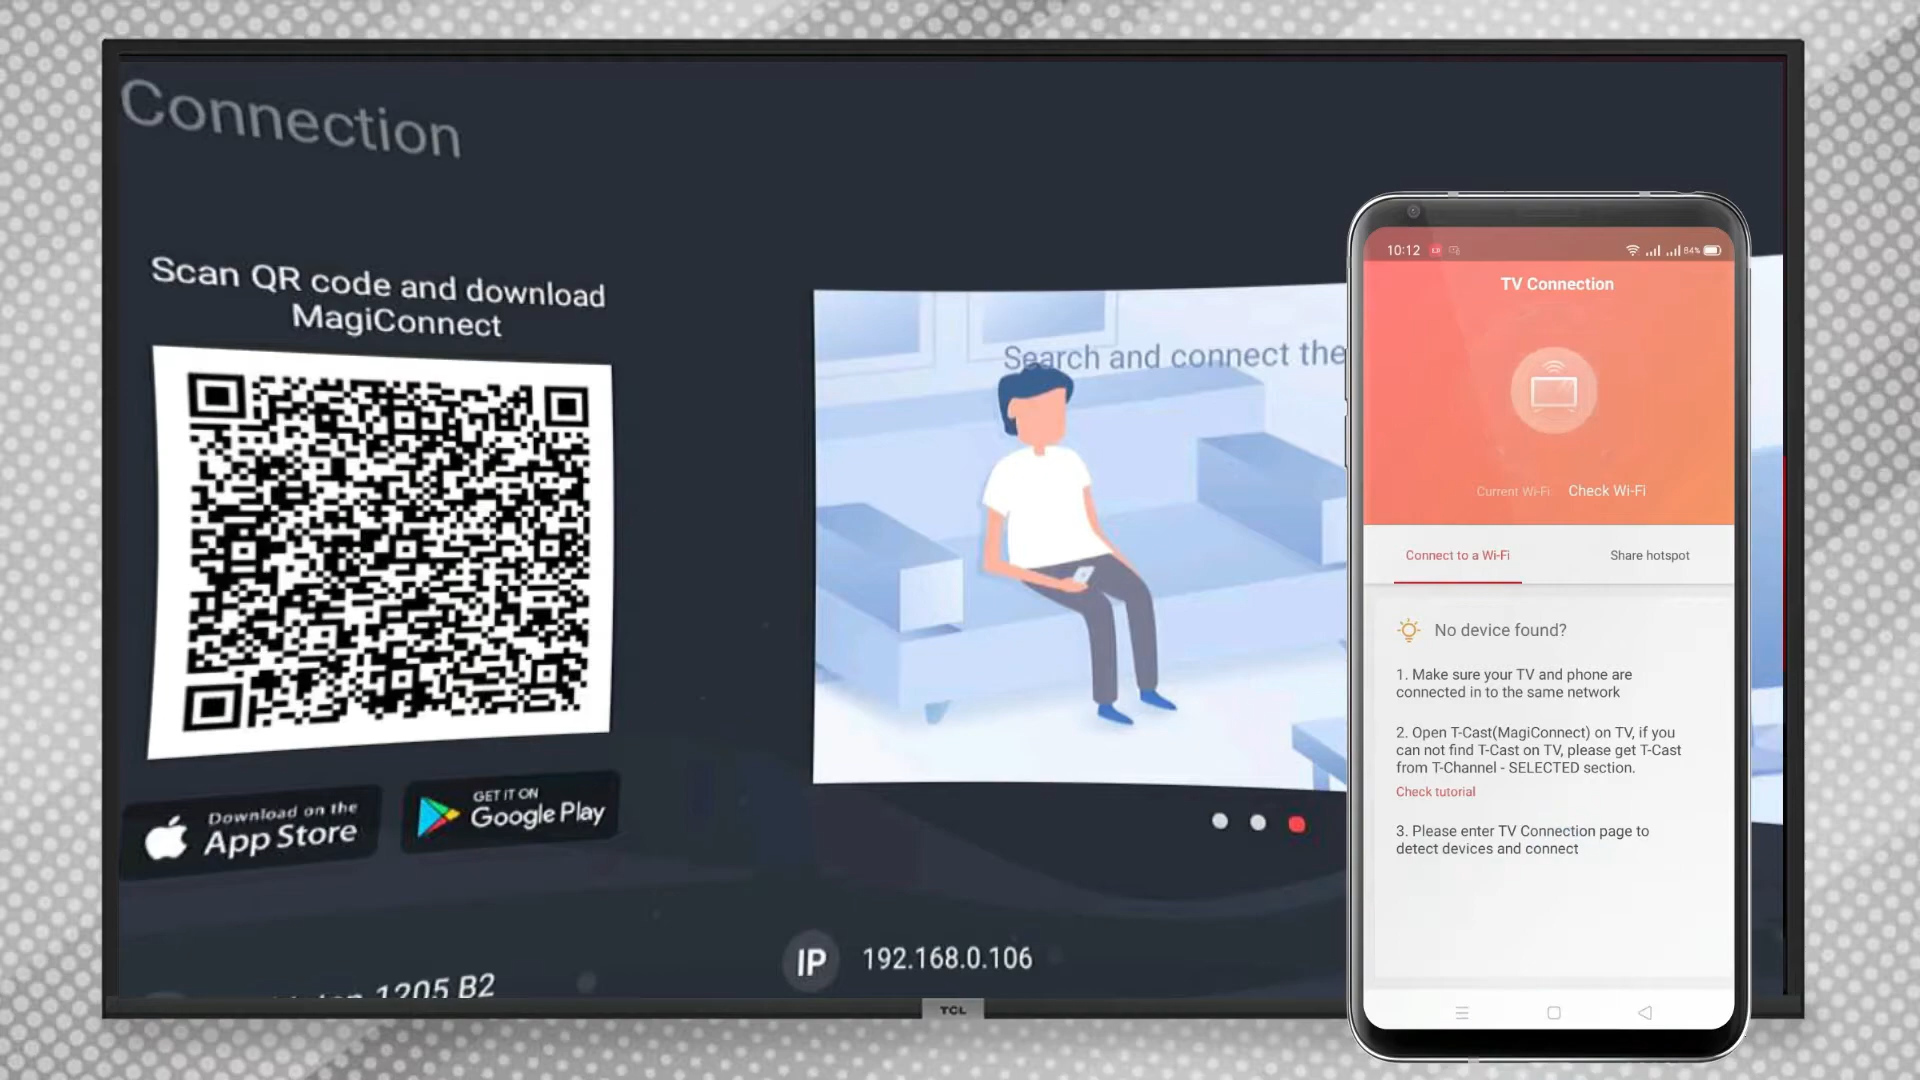 Connection
Scan QR code and download
MagiConnect
Download on the
App Store
GET IT ON
Google Play
Search and connect the
IP
192.168.0.106
1205 B2
TCL
10:12
84%
TV Connection
Current Wi-Fi
Check Wi-Fi
Connect to a Wi-Fi
Share hotspot
No device found?
1. Make sure your TV and phone are
connected in to the same network
2. Open T-Cast(MagiConnect) on TV, if you
can not find T-Cast on TV, please get T-Cast
from T-Channel - SELECTED section.
Check tutorial
3. Please enter TV Connection page to
detect devices and connect